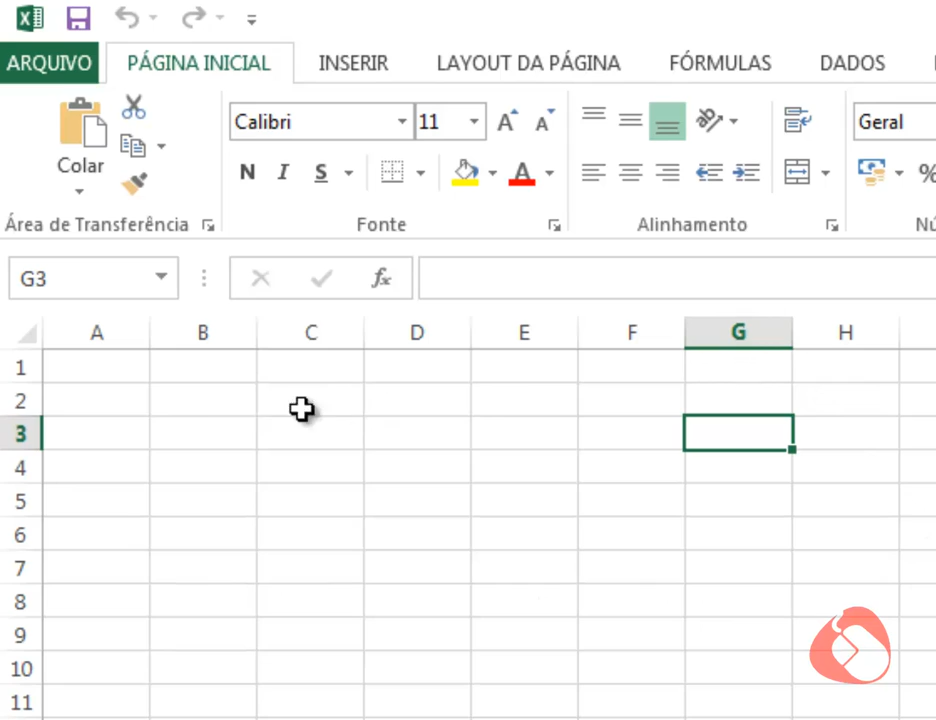 ARQUIVO PÁGINA INICIAL INSERIR LAYOUT DA PÁGINA FÓRMULAS DADOS
Colar
Calibri 11
N I S A
Geral
%
Área de Transferência Fonte Alinhamento Nú
G3 fx
A B C D E F G H
1
2
3
4
5
6
7
8
9
10
11